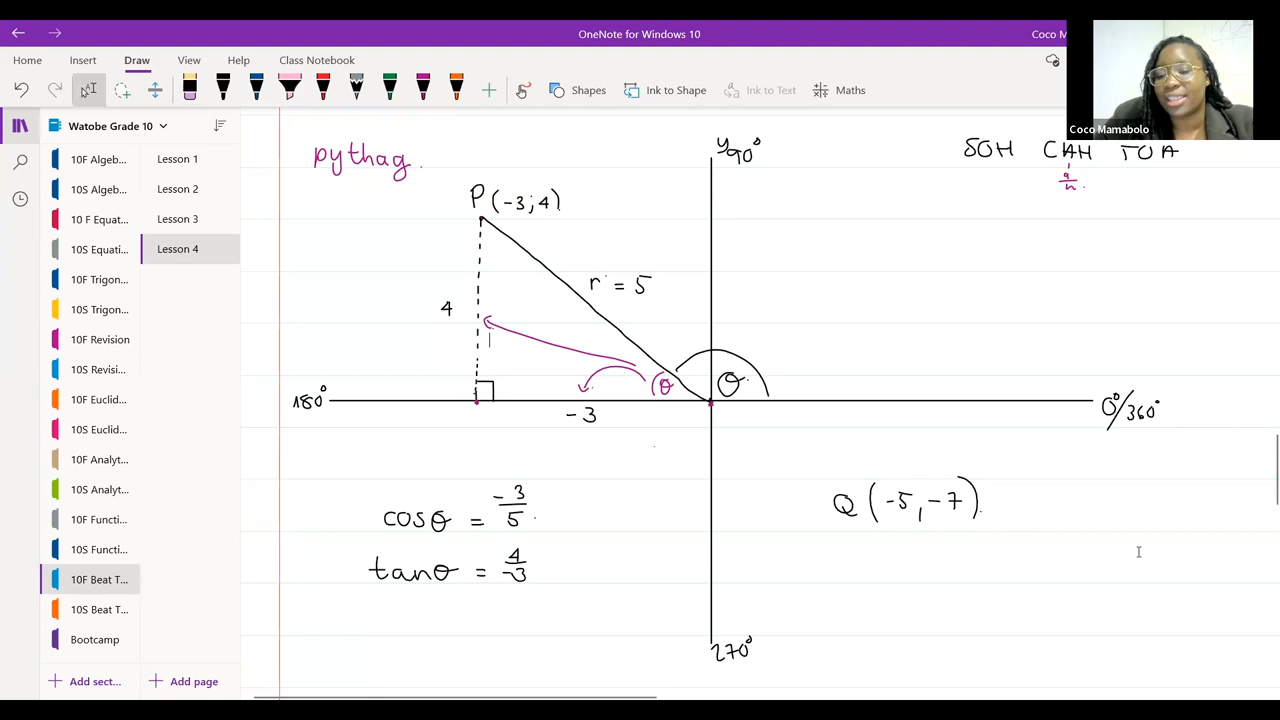 OneNote for Windows 10
Coco M
Home Insert Draw View Help Class Notebook
Shapes Ink to Shape Ink to Text Maths
Coco Mamabolo
Watobe Grade 10
10F Algeb...
10S Algeb...
10 F Equat...
10S Equati...
10F Trigon...
10S Trigon...
10F Revision
10S Revisi...
10F Euclid...
10S Euclid...
10F Analyt...
10S Analyt...
10F Functi...
10S Functi...
10F Beat T...
10S Beat T...
Bootcamp
Add sect...
Lesson 1
Lesson 2
Lesson 3
Lesson 4
Add page
pythag.
y 90°
SOH CAH TOA
a/h
P (-3; 4)
r = 5
4
θ
θ
180°
-3
0°/360°
cosθ = -3/5
tanθ = 4/-3
Q (-5, -7)
270°